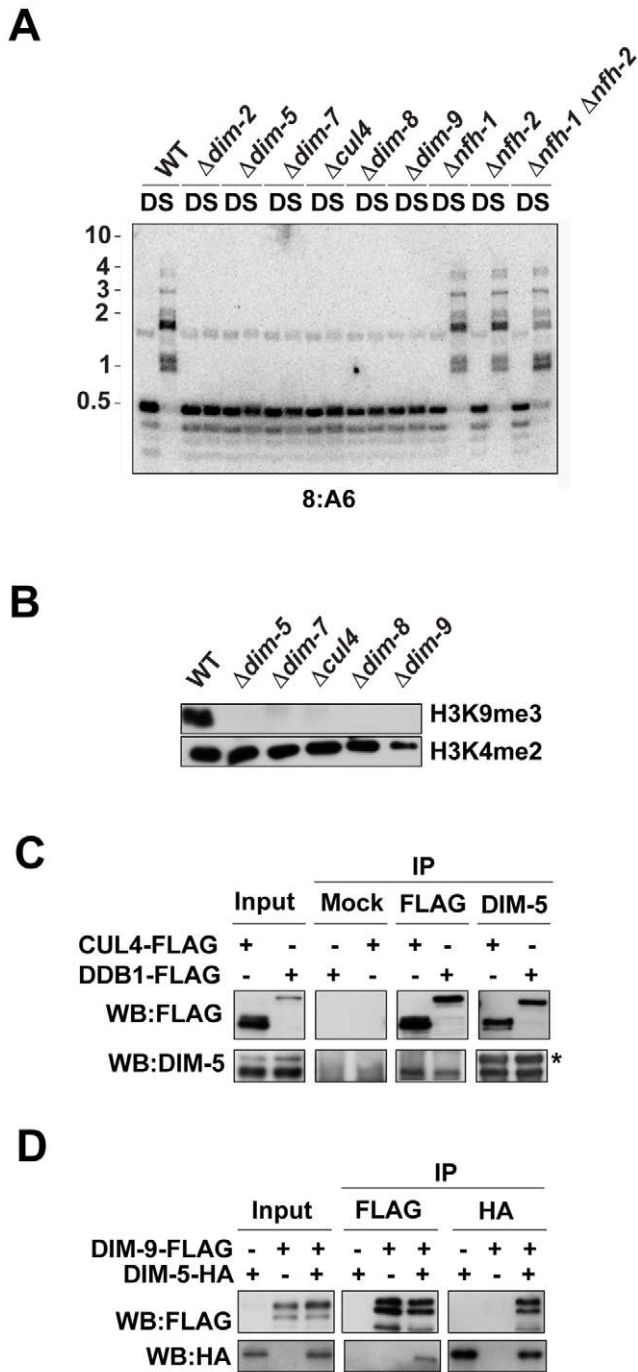 A
WT Δdim-2 Δdim-5 Δdim-7 Δcul4 Δdim-8 Δdim-9 Δnfh-1 Δnfh-2 Δnfh-1 Δnfh-2
DS DS DS DS DS DS DS DS DS DS
10 -
4 -
3 -
2 -
1 -
0.5 -
8:A6
B
WT Δdim-5 Δdim-7 Δcul4 Δdim-8 Δdim-9
H3K9me3
H3K4me2
C
IP
Input Mock FLAG DIM-5
CUL4-FLAG + - - + + - + -
DDB1-FLAG - + + - - + - +
WB:FLAG
WB:DIM-5 *
D
IP
Input FLAG HA
DIM-9-FLAG - + + - + + - + +
DIM-5-HA + - + + - + + - +
WB:FLAG
WB:HA